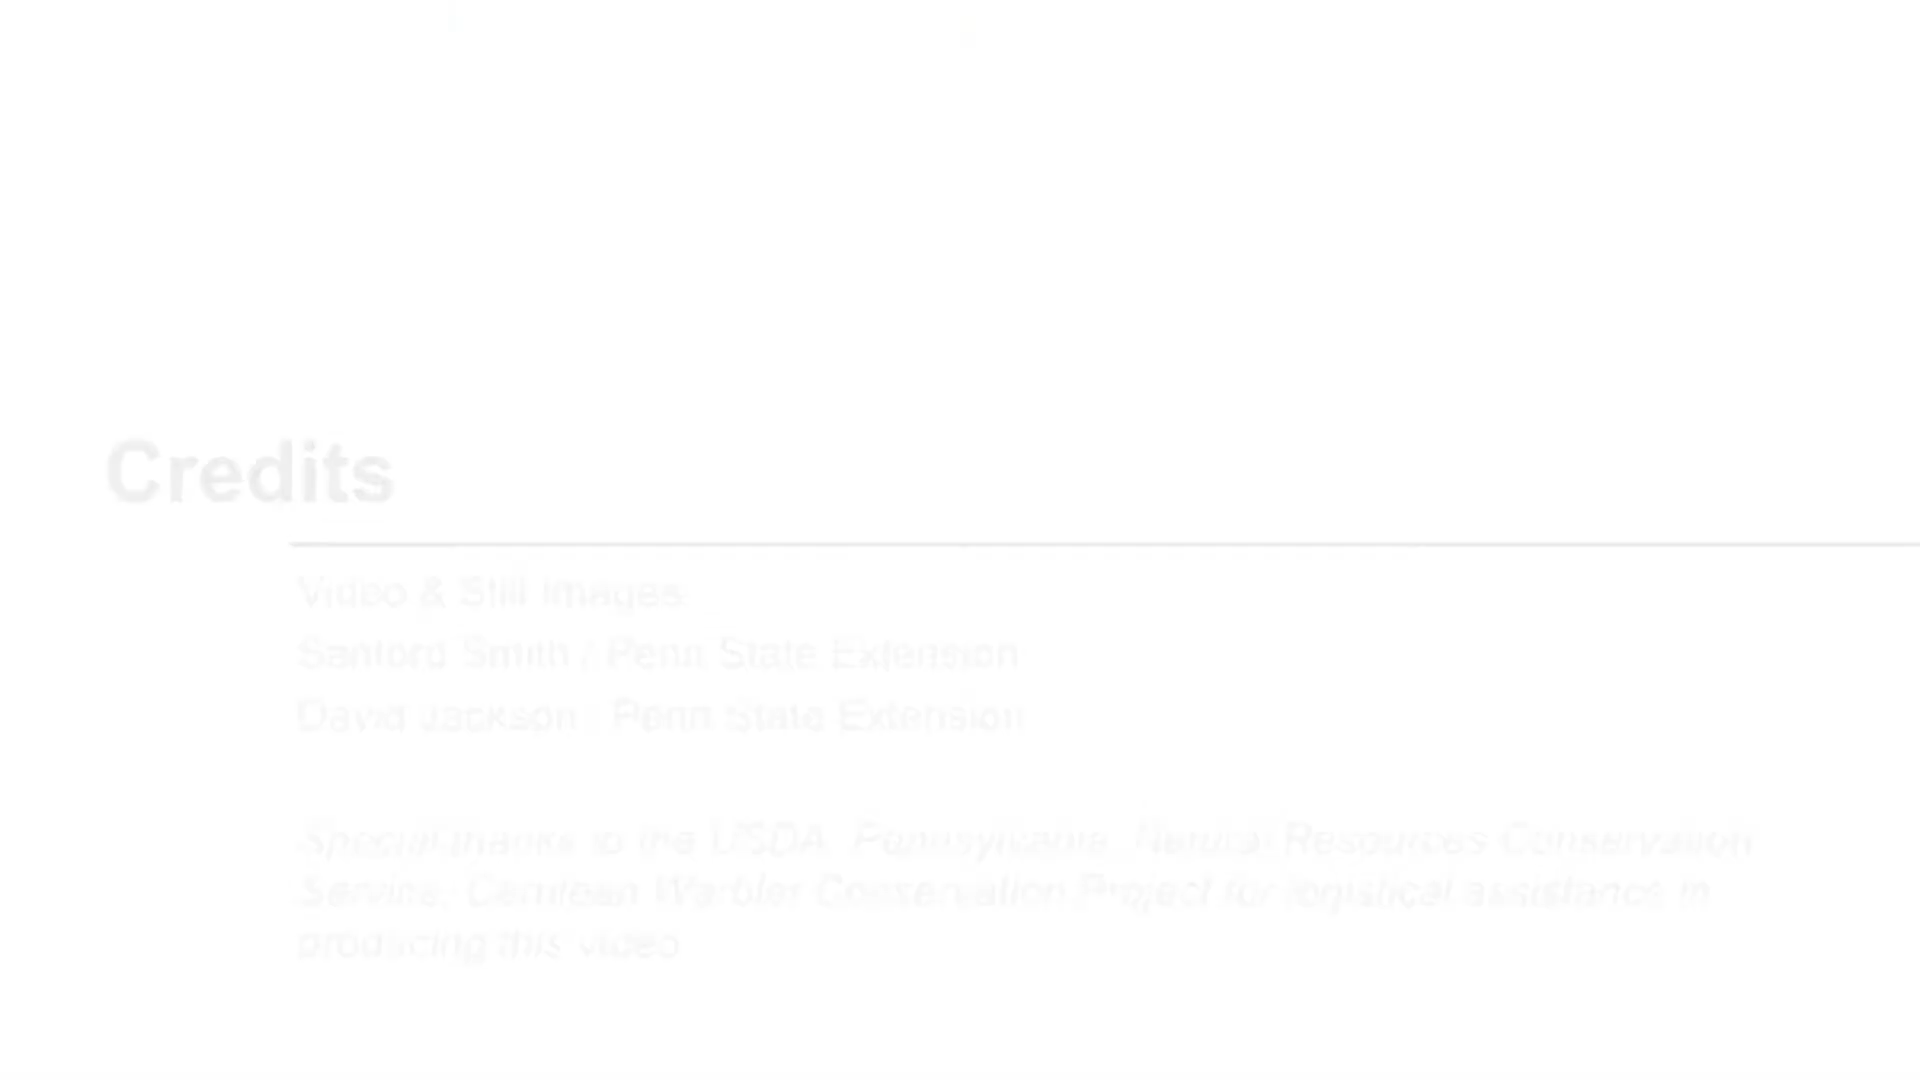 Credits
Video & Still Images
Sanford Smith / Penn State Extension
David Jackson / Penn State Extension
Special thanks to the USDA, Pennsylvania, Natural Resources Conservation
Service, Cerulean Warbler Conservation Project for logistical assistance in
producing this video